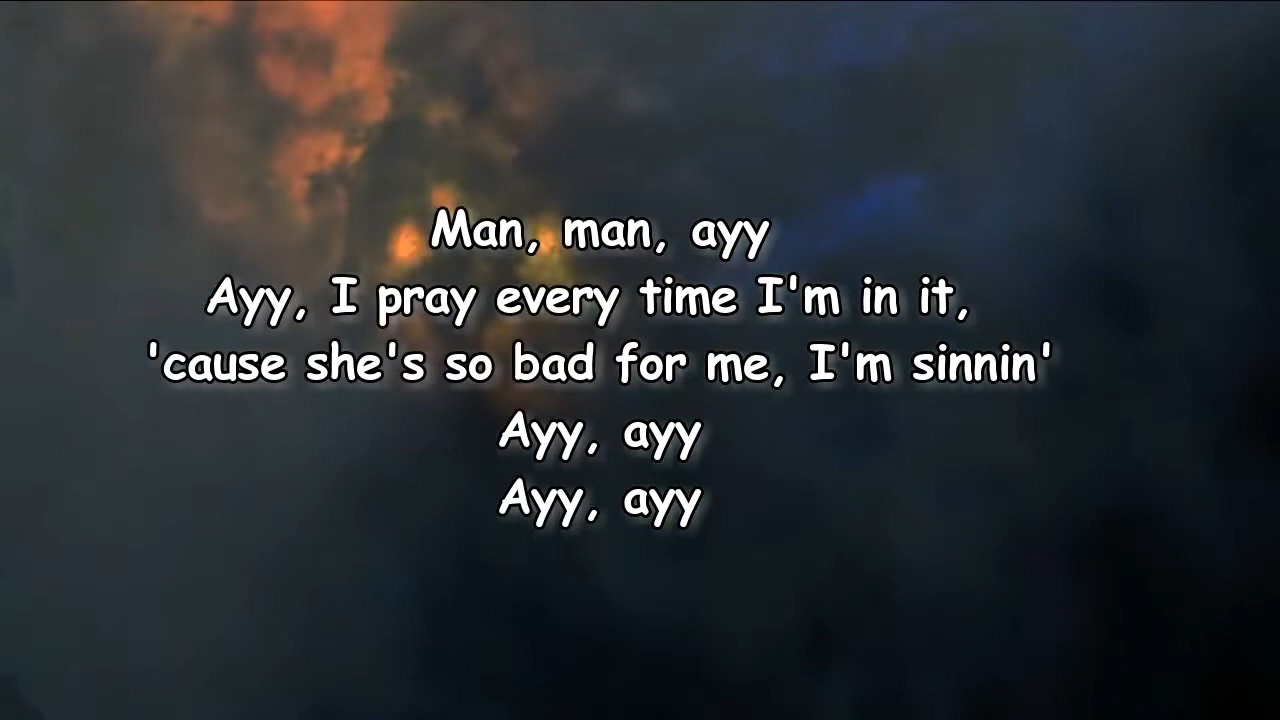 Man, man, ayy
Ayy, I pray every time I'm in it,
'cause she's so bad for me, I'm sinnin'
Ayy, ayy
Ayy, ayy